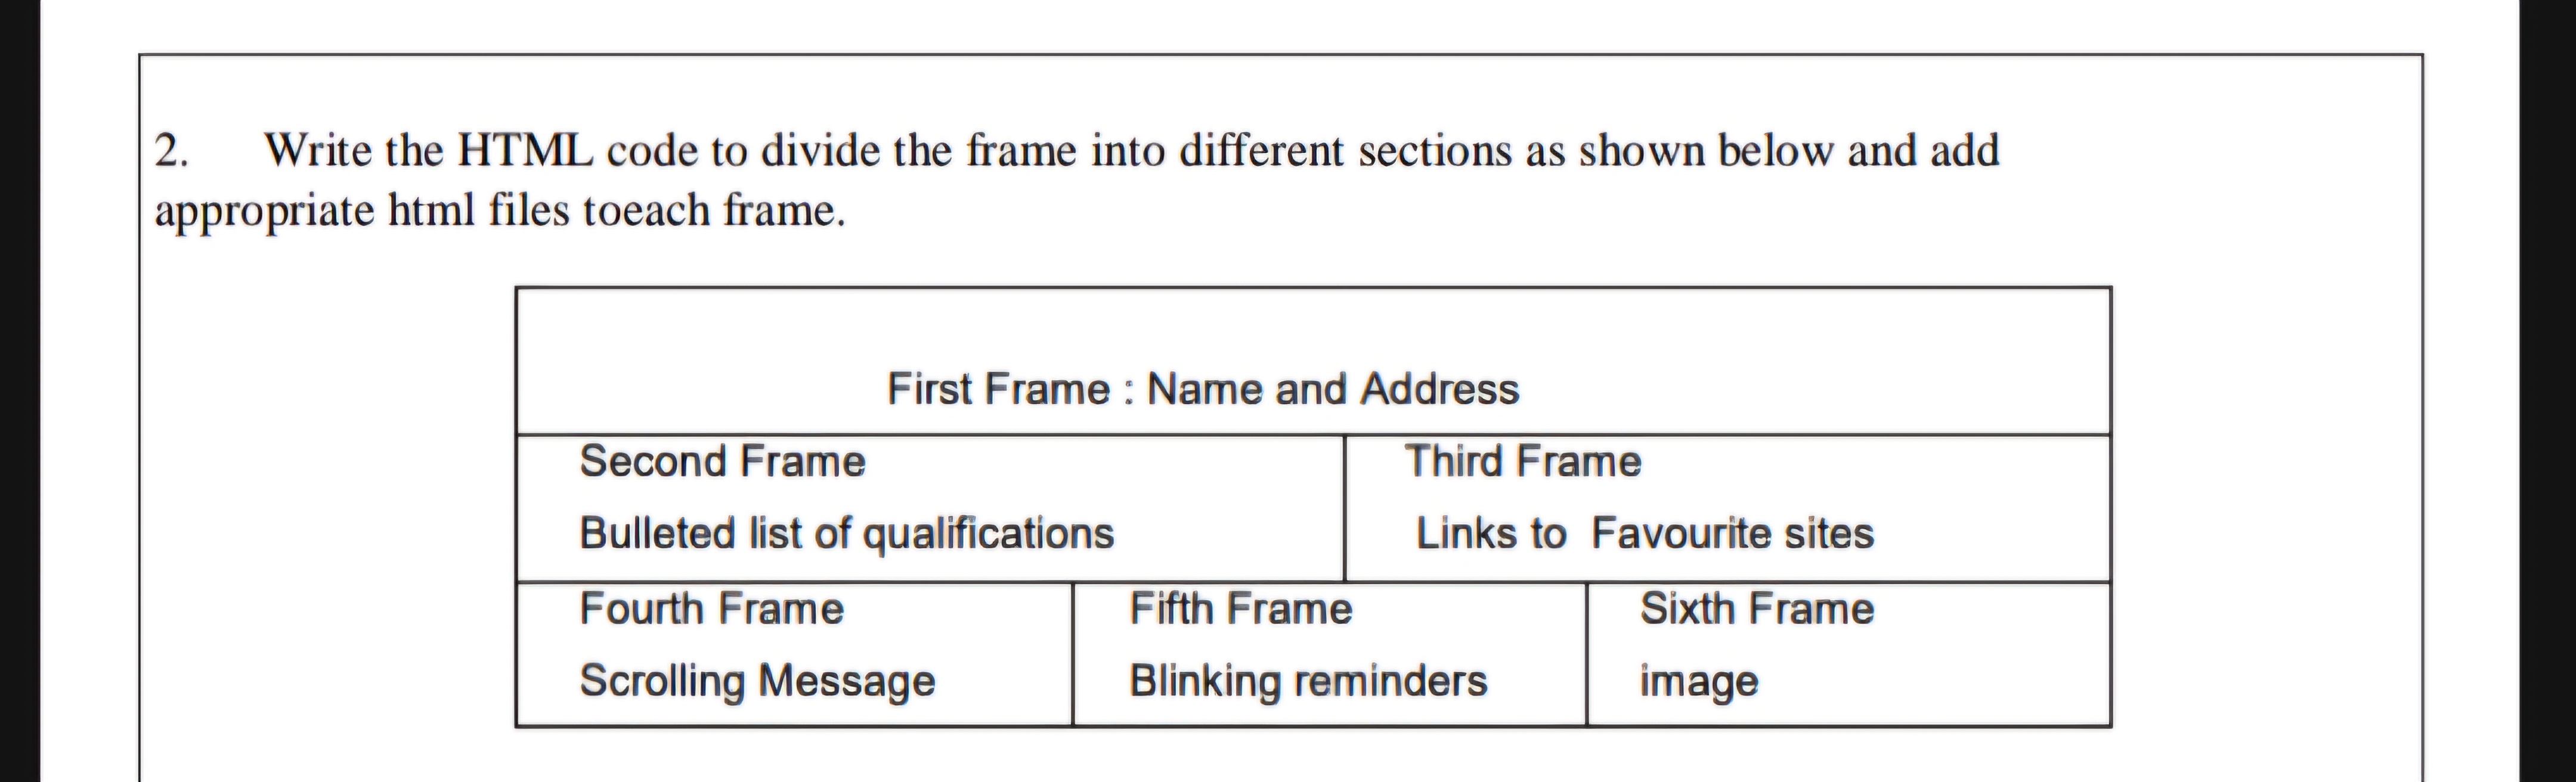 2. Write the HTML code to divide the frame into different sections as shown below and add
appropriate html files toeach frame.
First Frame : Name and Address
Second Frame
Bulleted list of qualifications
Third Frame
Links to Favourite sites
Fourth Frame
Scrolling Message
Fifth Frame
Blinking reminders
Sixth Frame
image